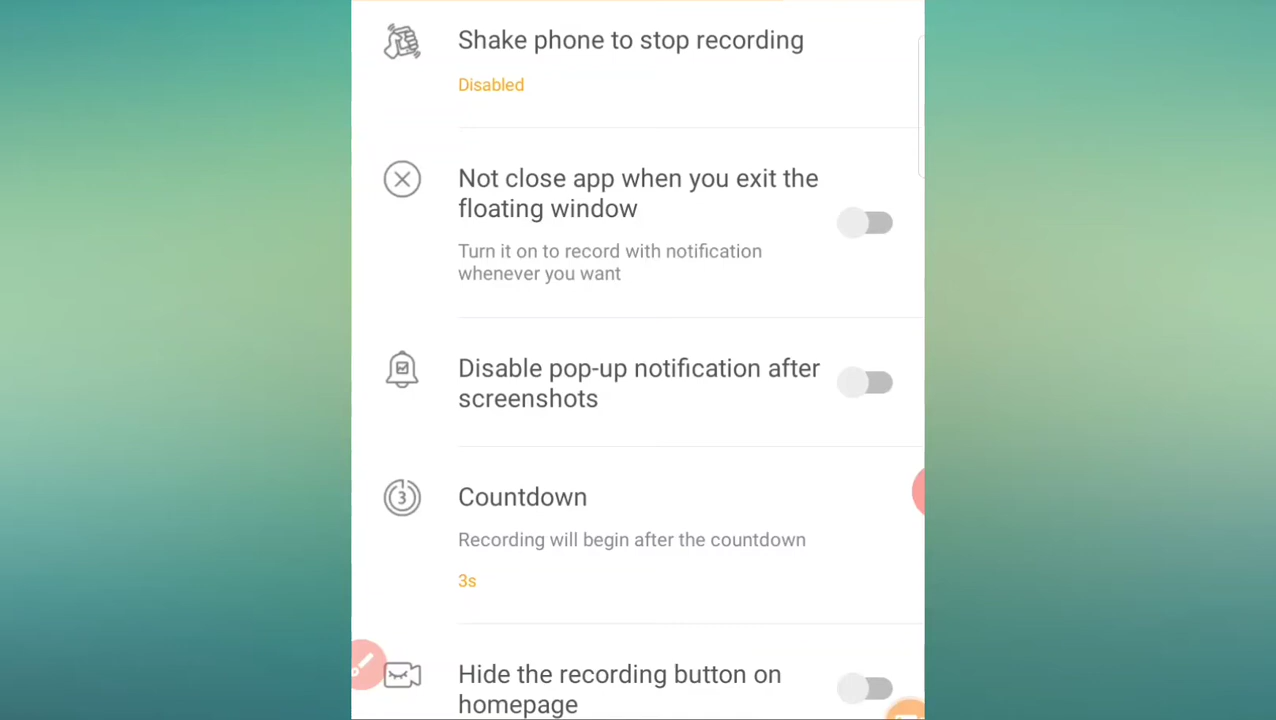 Shake phone to stop recording
Disabled
Not close app when you exit the
floating window
Turn it on to record with notification
whenever you want
Disable pop-up notification after
screenshots
3
Countdown
Recording will begin after the countdown
3s
Hide the recording button on
homepage